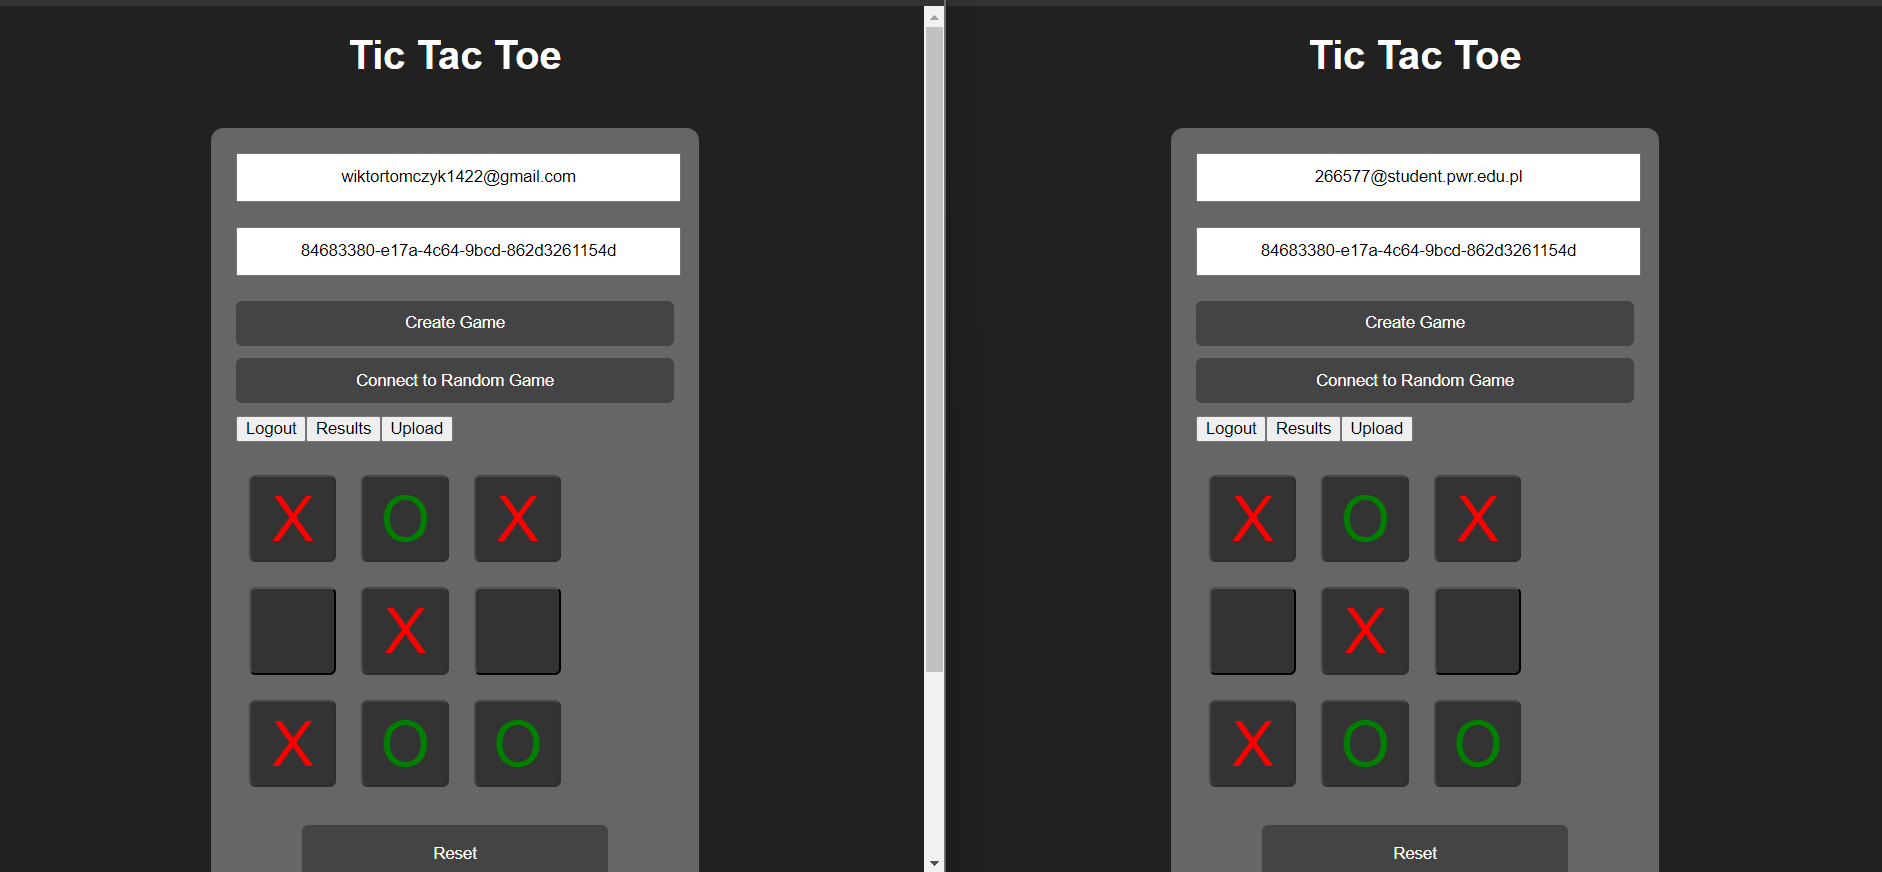 Tic Tac Toe
wiktortomczyk1422@gmail.com
84683380-e17a-4c64-9bcd-862d3261154d
Create Game
Connect to Random Game
Logout Results Upload
X O X
X
X O O
Reset
Tic Tac Toe
266577@student.pwr.edu.pl
84683380-e17a-4c64-9bcd-862d3261154d
Create Game
Connect to Random Game
Logout Results Upload
X O X
X
X O O
Reset